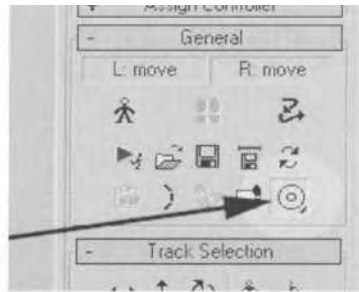 + Assign Controller
- General
L: move R: move
- Track Selection